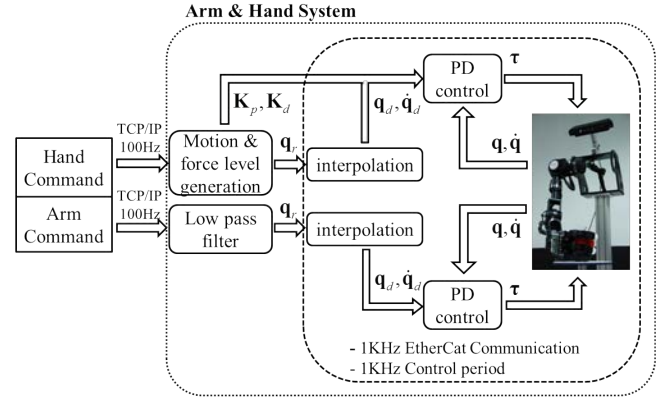 Arm & Hand System
PD
control
τ
K_p, K_d
q_d, q̇_d
TCP/IP
100Hz
Hand
Command
Motion &
force level
generation
q_r
interpolation
q, q̇
TCP/IP
100Hz
Arm
Command
Low pass
filter
q_r
interpolation
q, q̇
q_d, q̇_d
PD
control
τ
- 1KHz EtherCat Communication
- 1KHz Control period